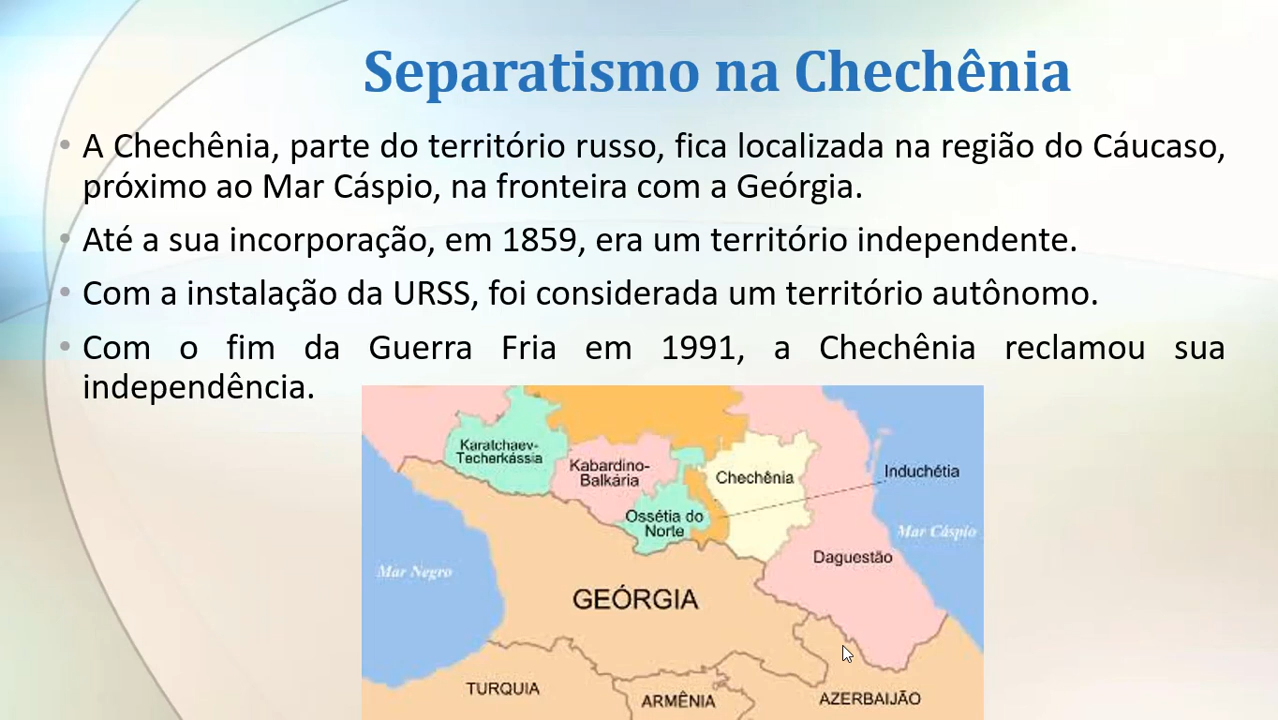 Separatismo na Chechênia
• A Chechênia, parte do território russo, fica localizada na região do Cáucaso,
próximo ao Mar Cáspio, na fronteira com a Geórgia.
• Até a sua incorporação, em 1859, era um território independente.
• Com a instalação da URSS, foi considerada um território autônomo.
• Com o fim da Guerra Fria em 1991, a Chechênia reclamou sua
independência.
Karatchaev-
Techerkássia
Kabardino-
Balkária
Chechênia
Induchétia
Ossétia do
Norte
Mar Cáspio
Daguestão
Mar Negro
GEÓRGIA
TURQUIA
ARMÊNIA
AZERBAIJÃO